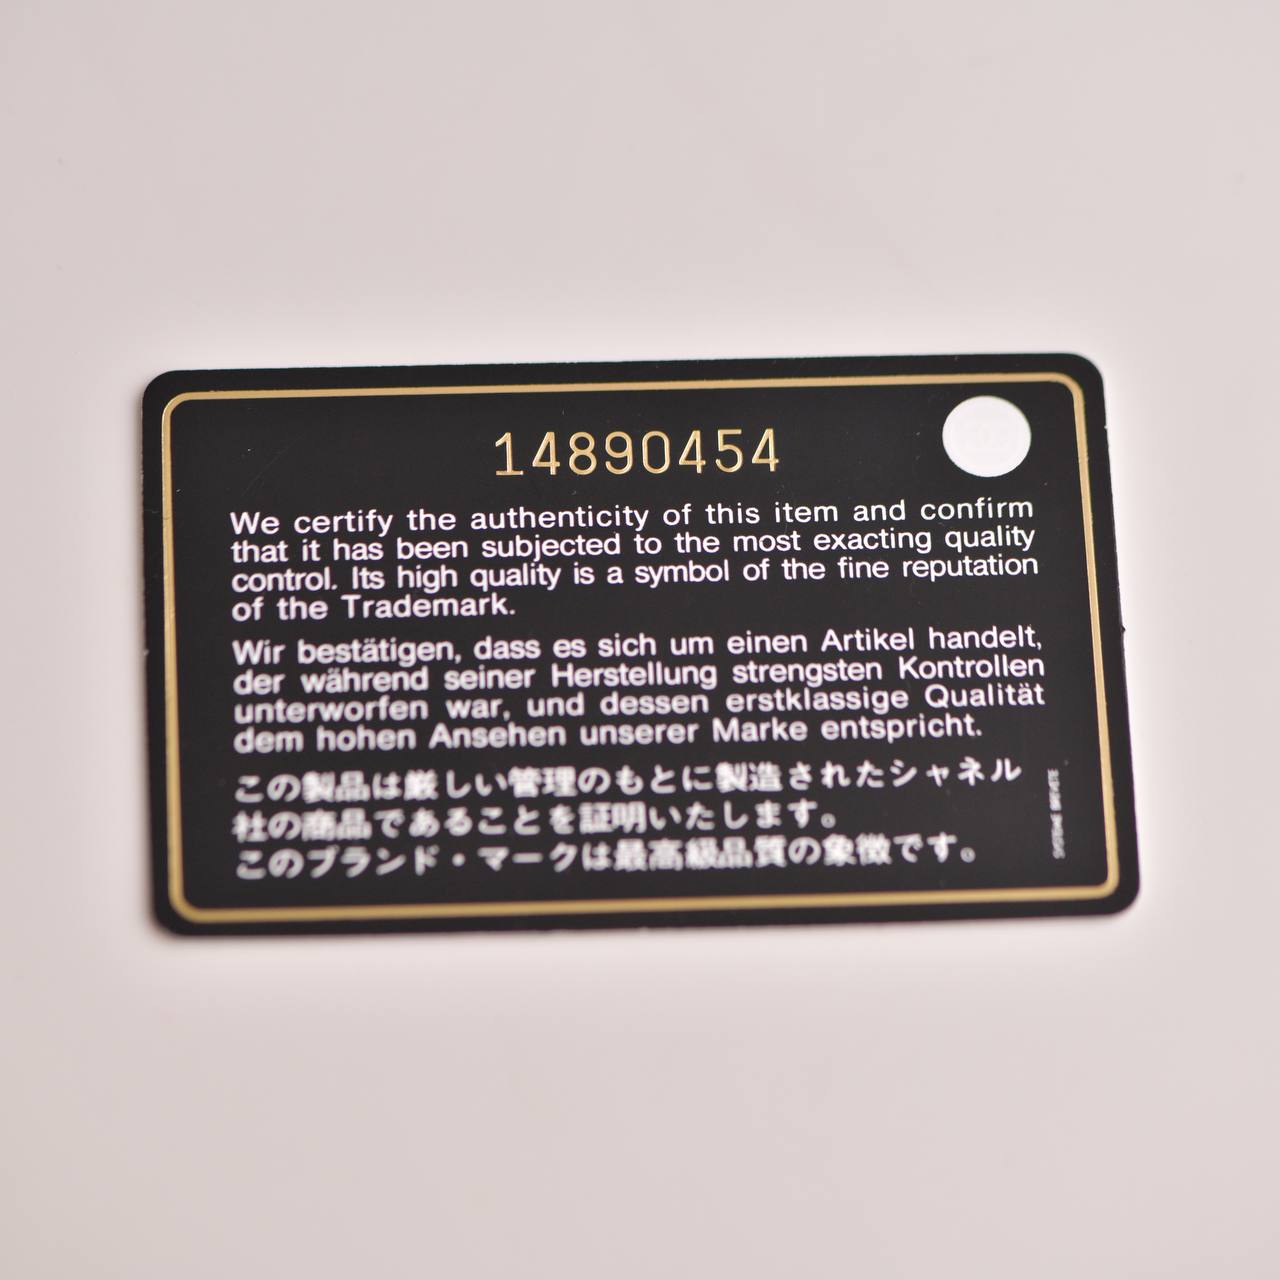 14890454
We certify the authenticity of this item and confirm
that it has been subjected to the most exacting quality
control. Its high quality is a symbol of the fine reputation
of the Trademark.
Wir bestätigen, dass es sich um einen Artikel handelt,
der während seiner Herstellung strengsten Kontrollen
unterworfen war, und dessen erstklassige Qualität
dem hohen Ansehen unserer Marke entspricht.
この製品は厳しい管理のもとに製造されたシャネル
社の商品であることを証明いたします。
このブランド・マークは最高級品質の象徴です。
SYSTEME BREVETE